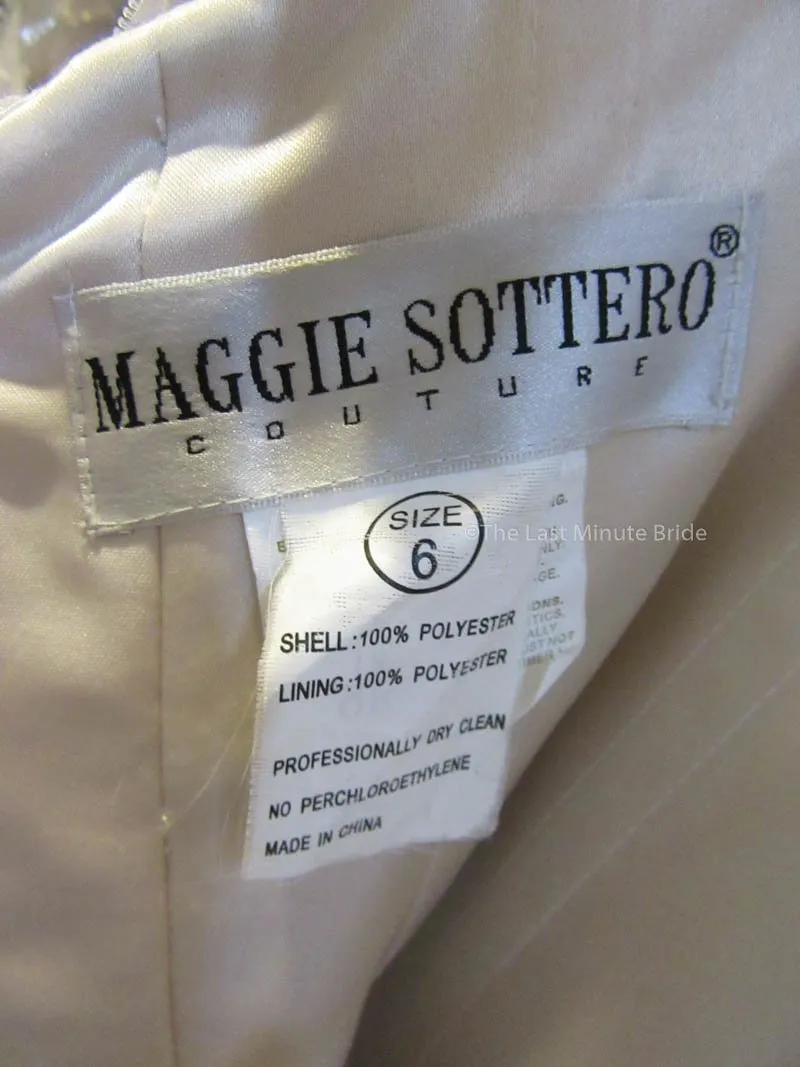 MAGGIE SOTTERO®
COUTURE
SIZE
6
©The Last Minute Bride
SHELL:100% POLYESTER
LINING:100% POLYESTER
PROFESSIONALLY DRY CLEAN
NO PERCHLOROETHYLENE
MADE IN CHINA